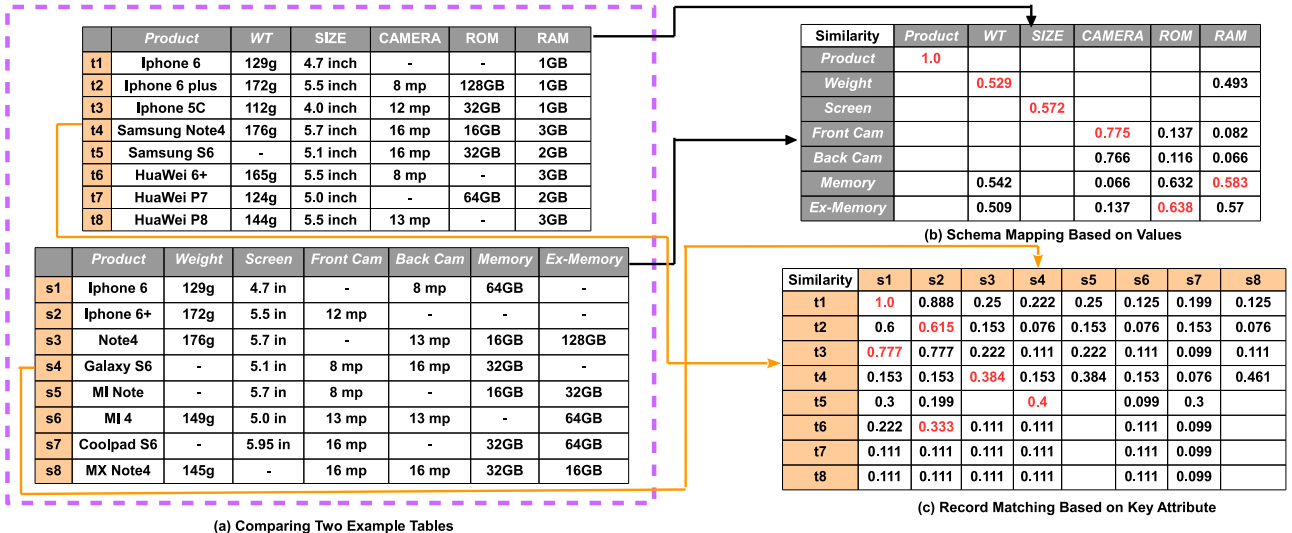 Product WT SIZE CAMERA ROM RAM
t1 Iphone 6 129g 4.7 inch - - 1GB
t2 Iphone 6 plus 172g 5.5 inch 8 mp 128GB 1GB
t3 Iphone 5C 112g 4.0 inch 12 mp 32GB 1GB
t4 Samsung Note4 176g 5.7 inch 16 mp 16GB 3GB
t5 Samsung S6 - 5.1 inch 16 mp 32GB 2GB
t6 HuaWei 6+ 165g 5.5 inch 8 mp - 3GB
t7 HuaWei P7 124g 5.0 inch - 64GB 2GB
t8 HuaWei P8 144g 5.5 inch 13 mp - 3GB
Product Weight Screen Front Cam Back Cam Memory Ex-Memory
s1 Iphone 6 129g 4.7 in - 8 mp 64GB -
s2 Iphone 6+ 172g 5.5 in 12 mp - - -
s3 Note4 176g 5.7 in - 13 mp 16GB 128GB
s4 Galaxy S6 - 5.1 in 8 mp 16 mp 32GB -
s5 MI Note - 5.7 in 8 mp - 16GB 32GB
s6 MI 4 149g 5.0 in 13 mp 13 mp - 64GB
s7 Coolpad S6 - 5.95 in 16 mp - 32GB 64GB
s8 MX Note4 145g - 16 mp 16 mp 32GB 16GB
(a) Comparing Two Example Tables
Similarity Product WT SIZE CAMERA ROM RAM
Product 1.0
Weight 0.529 0.493
Screen 0.572
Front Cam 0.775 0.137 0.082
Back Cam 0.766 0.116 0.066
Memory 0.542 0.066 0.632 0.583
Ex-Memory 0.509 0.137 0.638 0.57
(b) Schema Mapping Based on Values
Similarity s1 s2 s3 s4 s5 s6 s7 s8
t1 1.0 0.888 0.25 0.222 0.25 0.125 0.199 0.125
t2 0.6 0.615 0.153 0.076 0.153 0.076 0.153 0.076
t3 0.777 0.777 0.222 0.111 0.222 0.111 0.099 0.111
t4 0.153 0.153 0.384 0.153 0.384 0.153 0.076 0.461
t5 0.3 0.199 0.4 0.099 0.3
t6 0.222 0.333 0.111 0.111 0.111 0.099
t7 0.111 0.111 0.111 0.111 0.111 0.099
t8 0.111 0.111 0.111 0.111 0.111 0.099
(c) Record Matching Based on Key Attribute